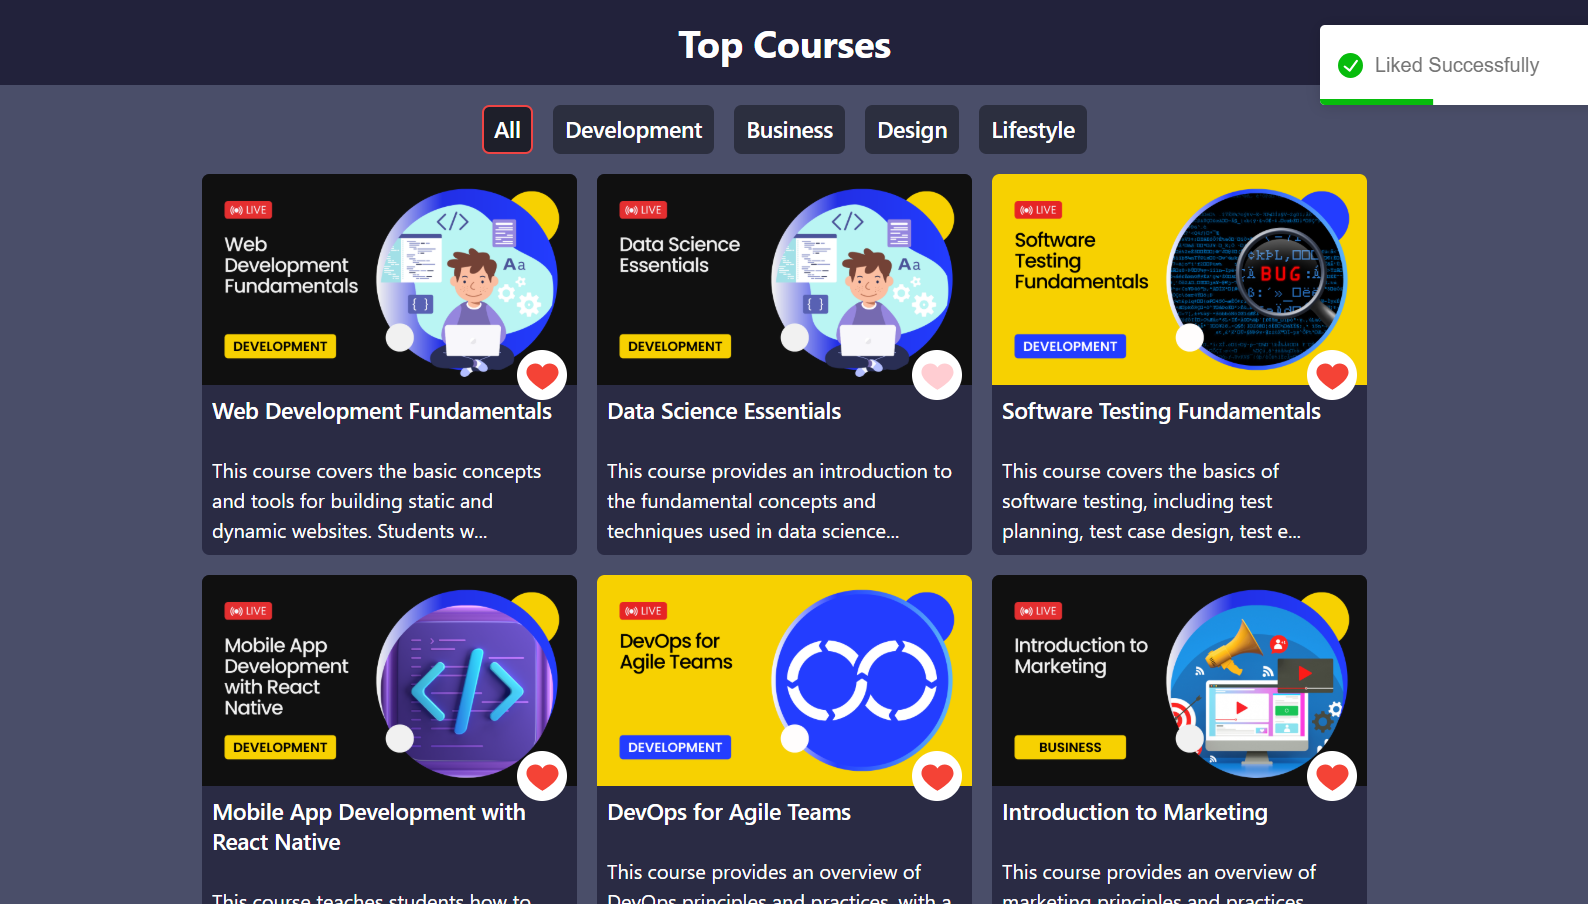 Top Courses
Liked Successfully
All
Development
Business
Design
Lifestyle
LIVE
Web
Development
Fundamentals
</>
Aa
{ }
DEVELOPMENT
Web Development Fundamentals
This course covers the basic concepts
and tools for building static and
dynamic websites. Students w...
LIVE
Data Science
Essentials
</>
Aa
{ }
DEVELOPMENT
Data Science Essentials
This course provides an introduction to
the fundamental concepts and
techniques used in data science...
LIVE
Software
Testing
Fundamentals
BUG
DEVELOPMENT
Software Testing Fundamentals
This course covers the basics of
software testing, including test
planning, test case design, test e...
LIVE
Mobile App
Development
with React
Native
</>
DEVELOPMENT
Mobile App Development with
React Native
This course teaches students how to
LIVE
DevOps for
Agile Teams
DEVELOPMENT
DevOps for Agile Teams
This course provides an overview of
DevOps principles and practices, with a
LIVE
Introduction to
Marketing
BUSINESS
Introduction to Marketing
This course provides an overview of
marketing principles and practices